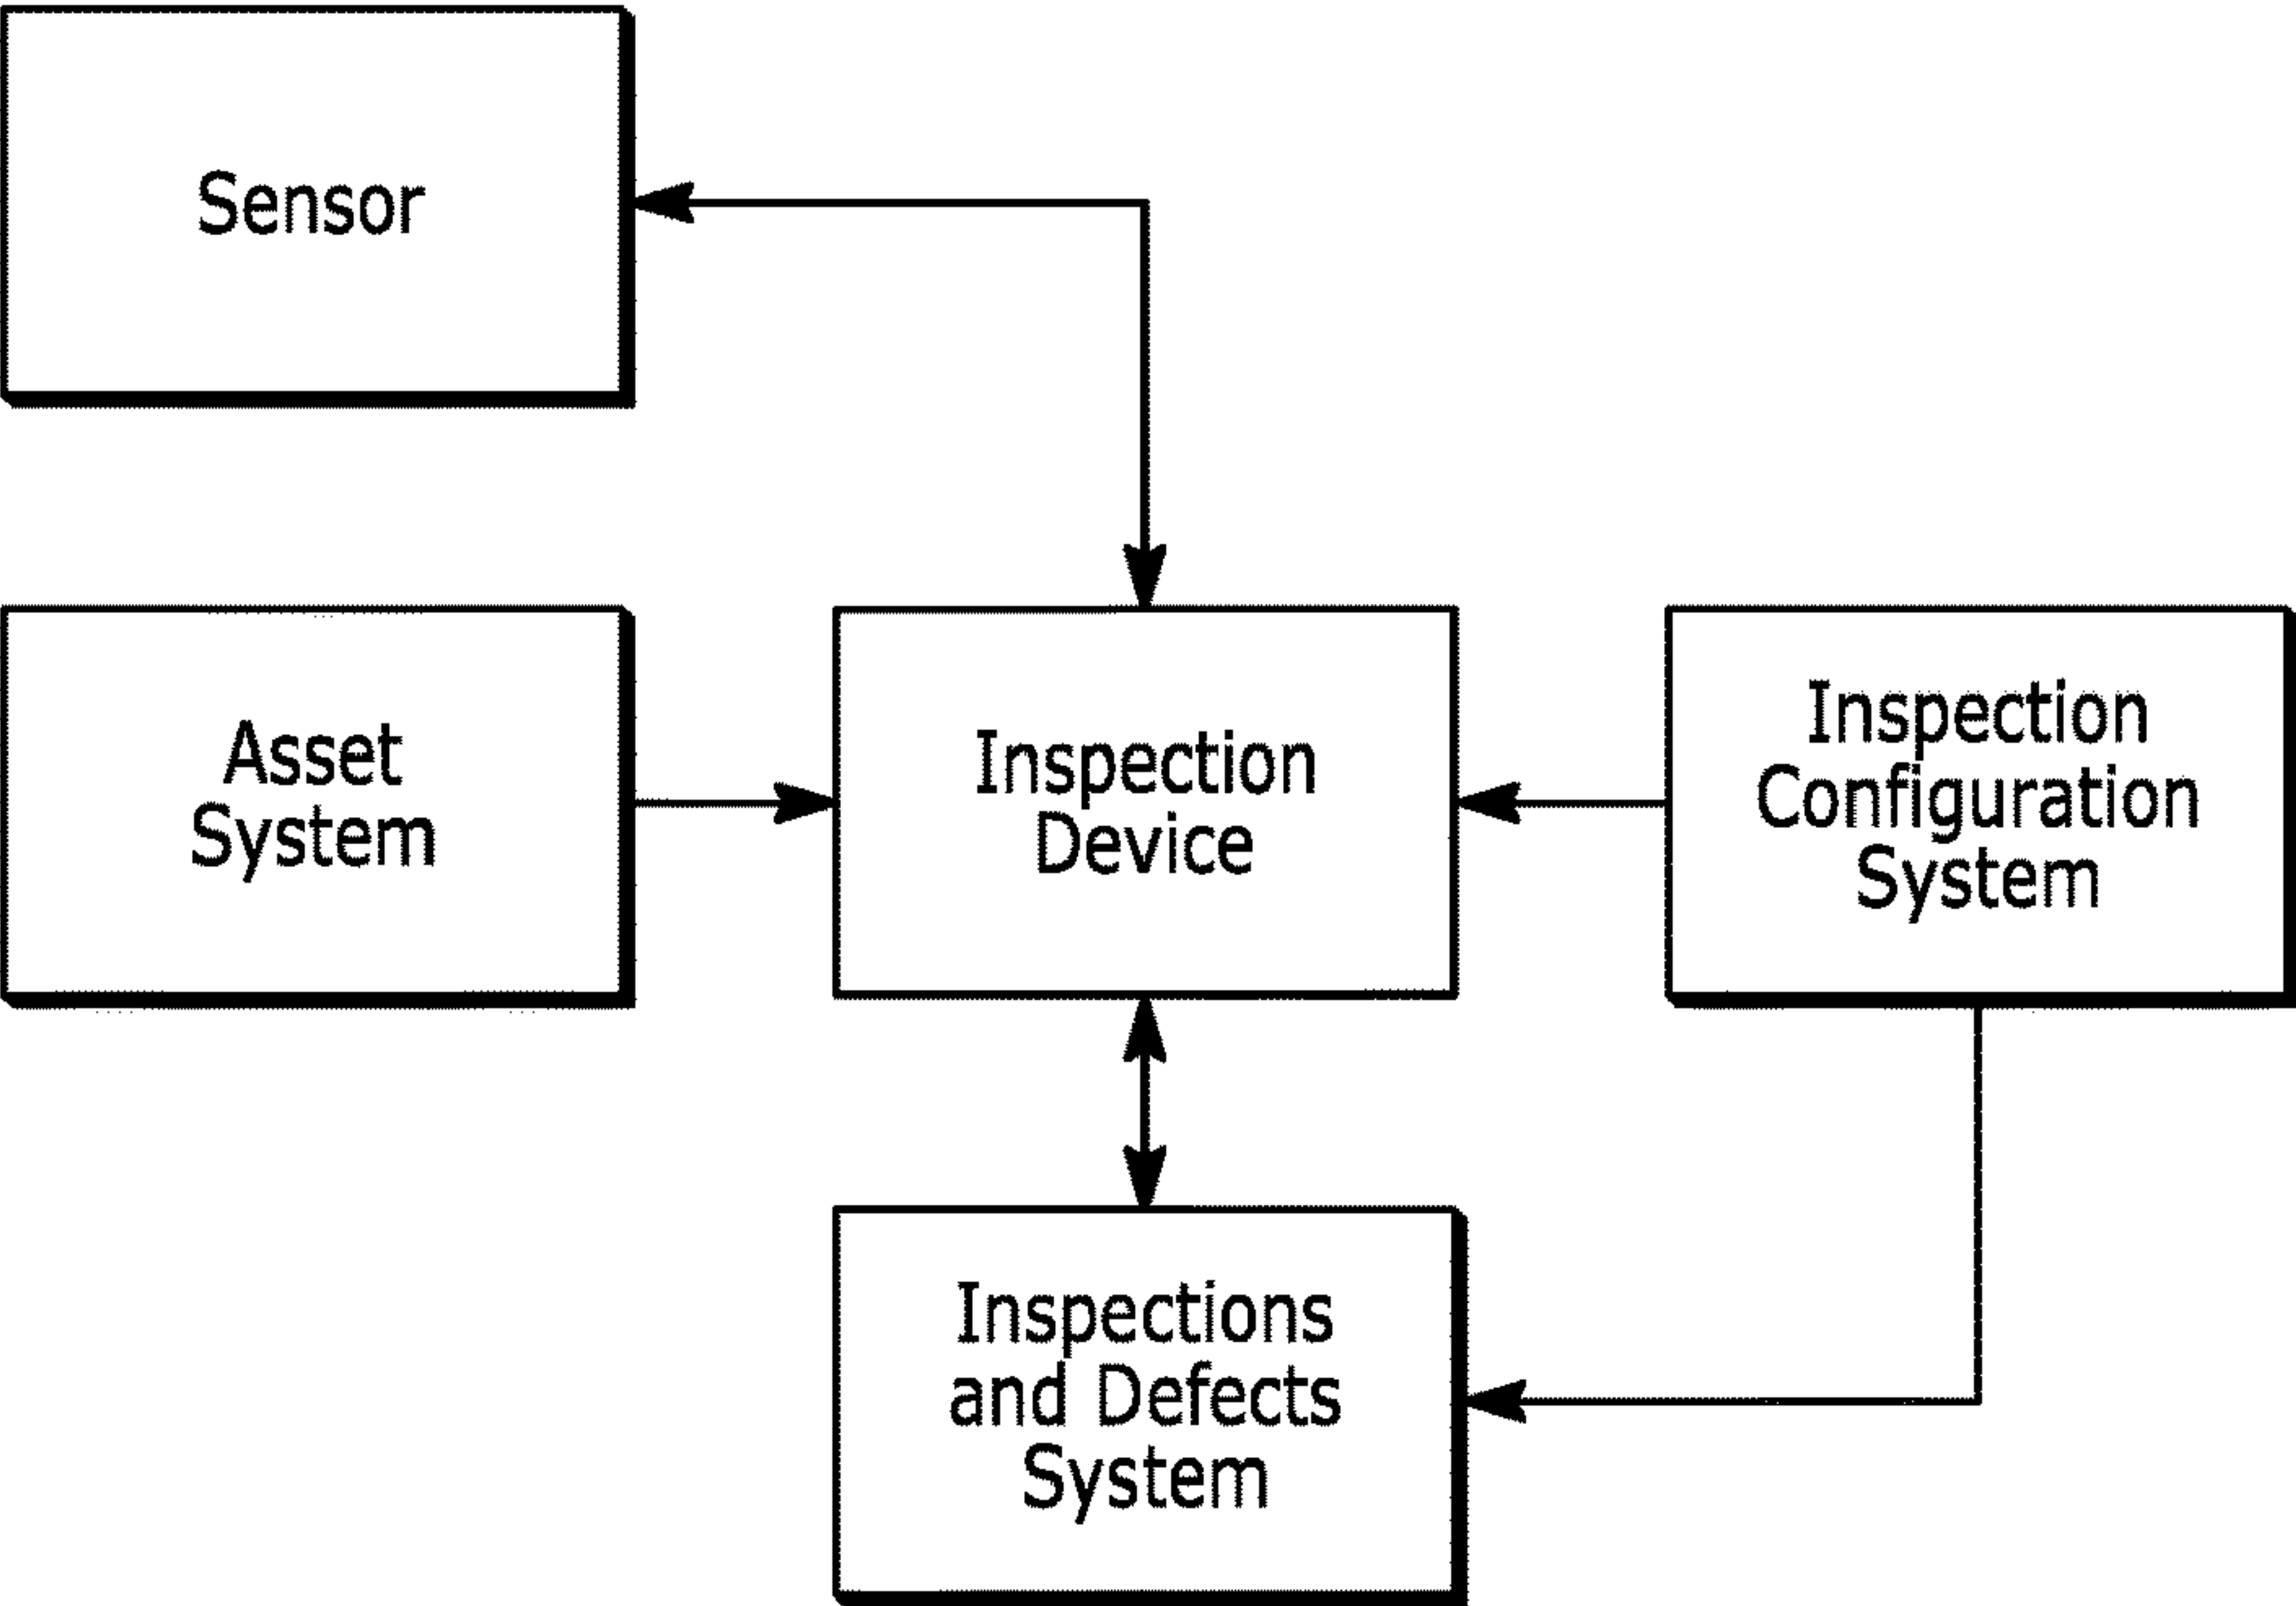 Sensor
Asset
System
Inspection
Device
Inspection
Configuration
System
Inspections
and Defects
System